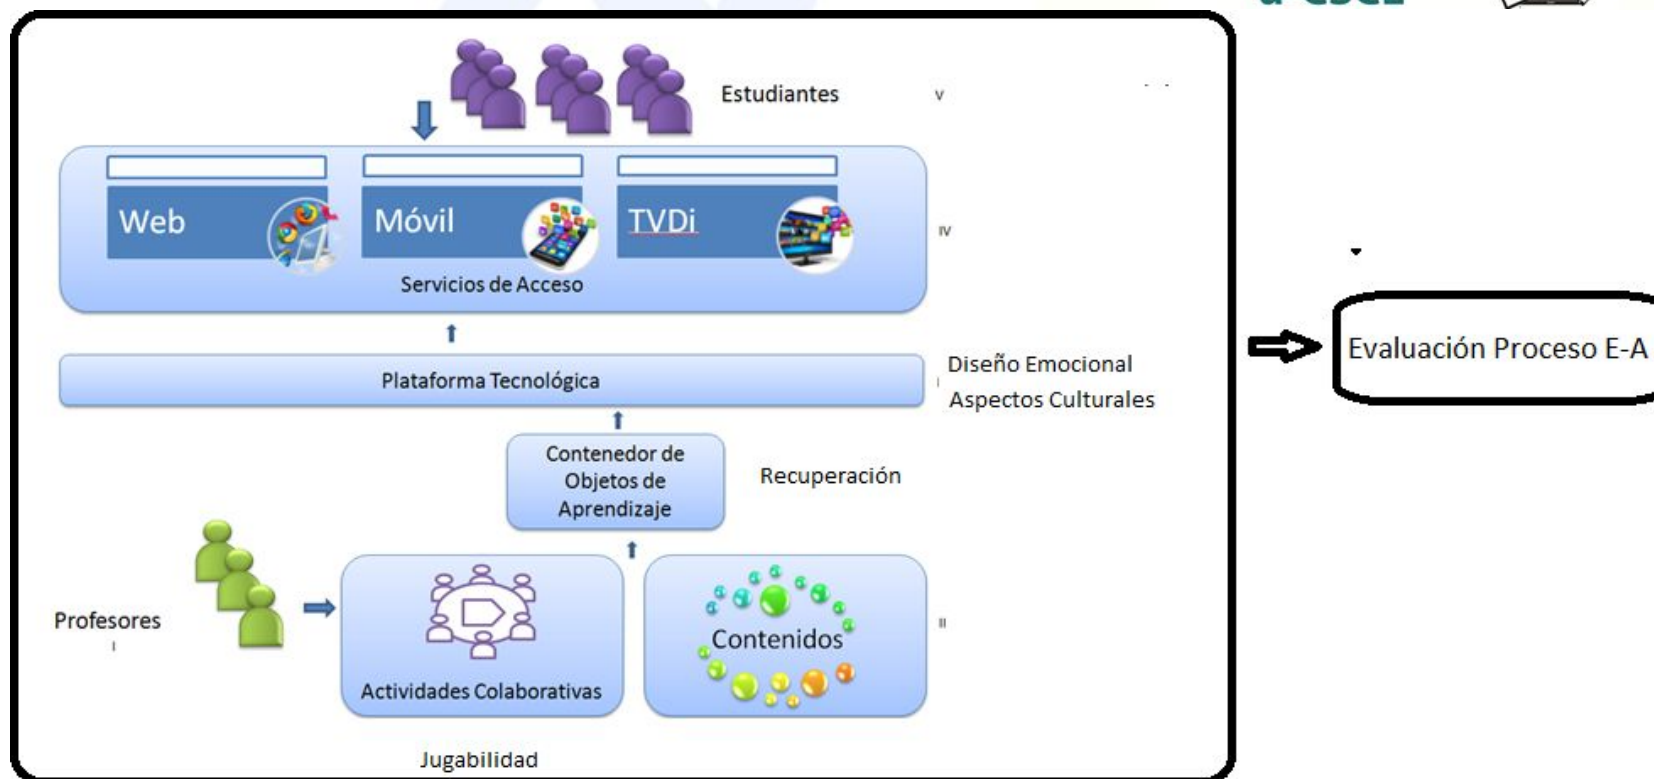 Estudiantes
V
Web
Móvil
TVDi
IV
Servicios de Acceso
Plataforma Tecnológica
Diseño Emocional
Aspectos Culturales
Evaluación Proceso E-A
Contenedor de
Objetos de
Aprendizaje
Recuperación
Profesores
I
Contenidos
II
Actividades Colaborativas
Jugabilidad